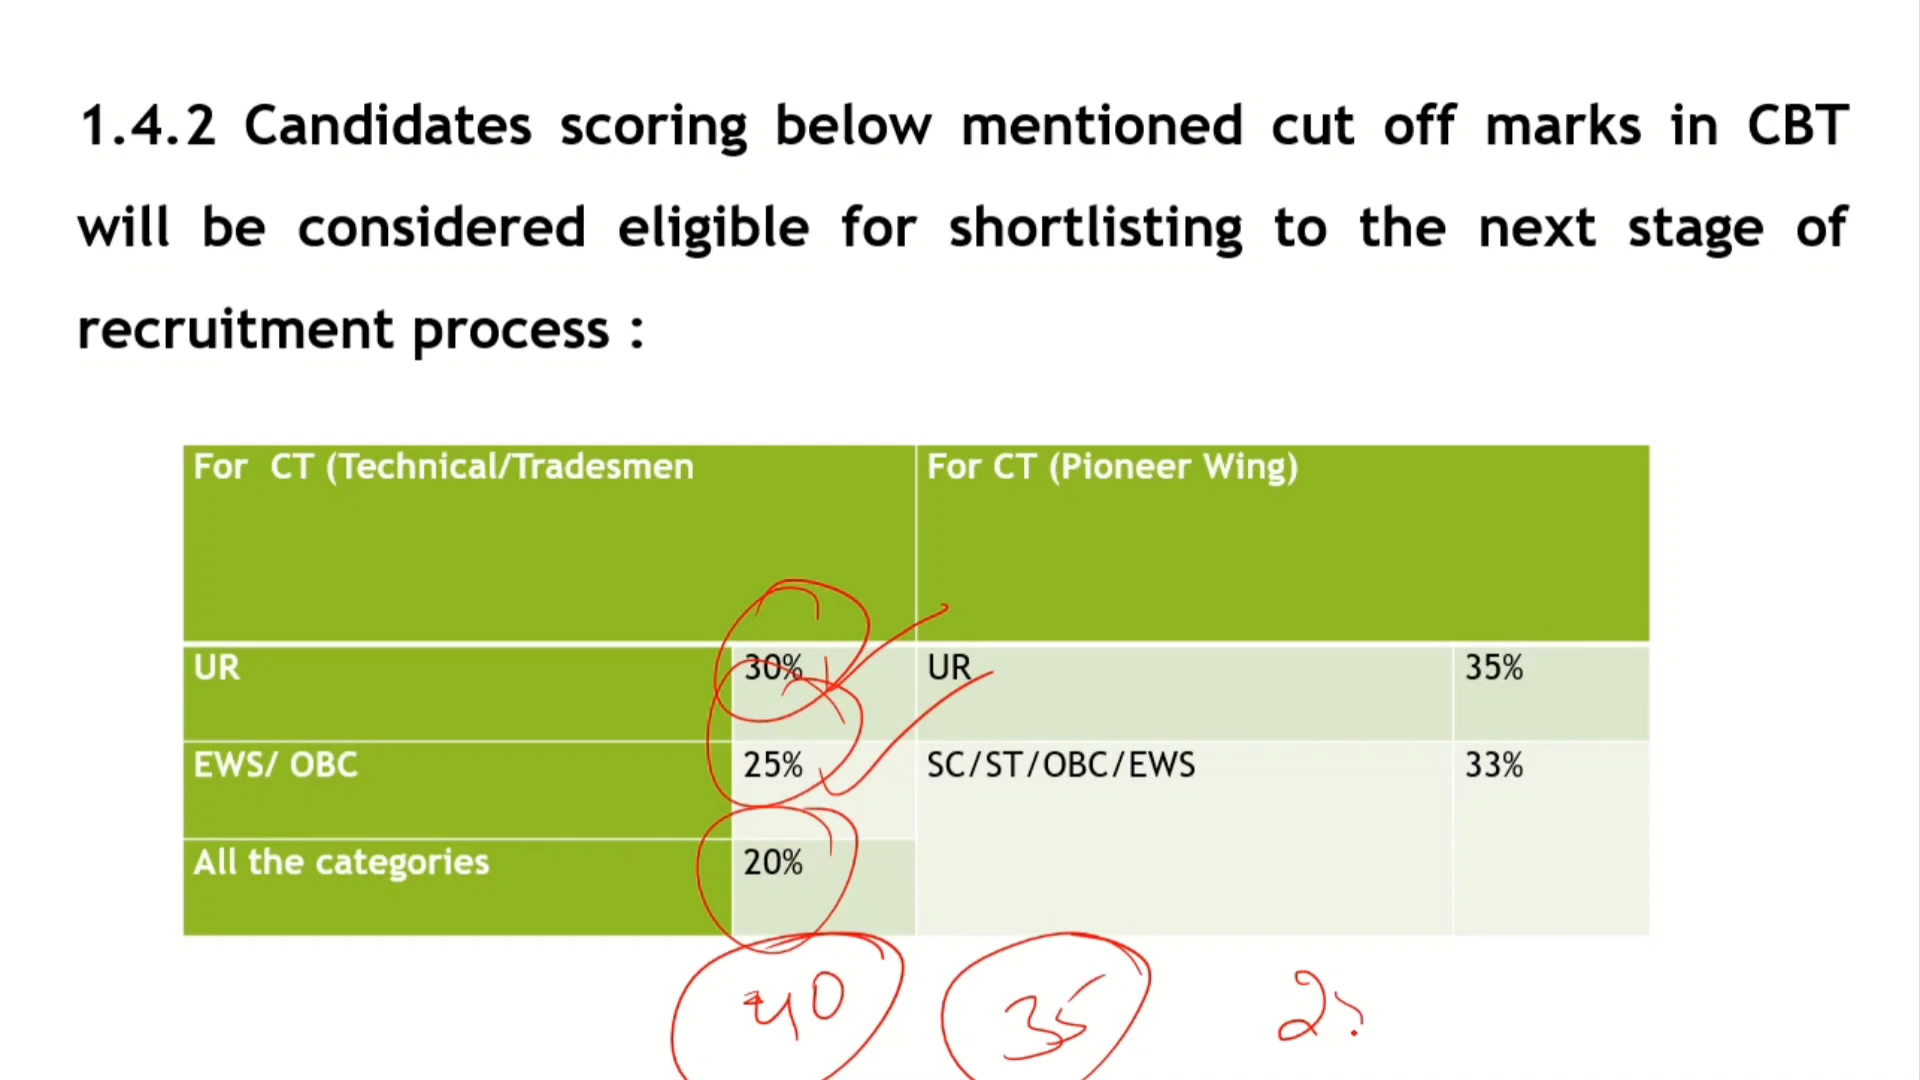 1.4.2 Candidates scoring below mentioned cut off marks in CBT
will be considered eligible for shortlisting to the next stage of
recruitment process :
For CT (Technical/Tradesmen For CT (Pioneer Wing)
UR 30% UR 35%
EWS/ OBC 25% SC/ST/OBC/EWS 33%
All the categories 20%
40 35